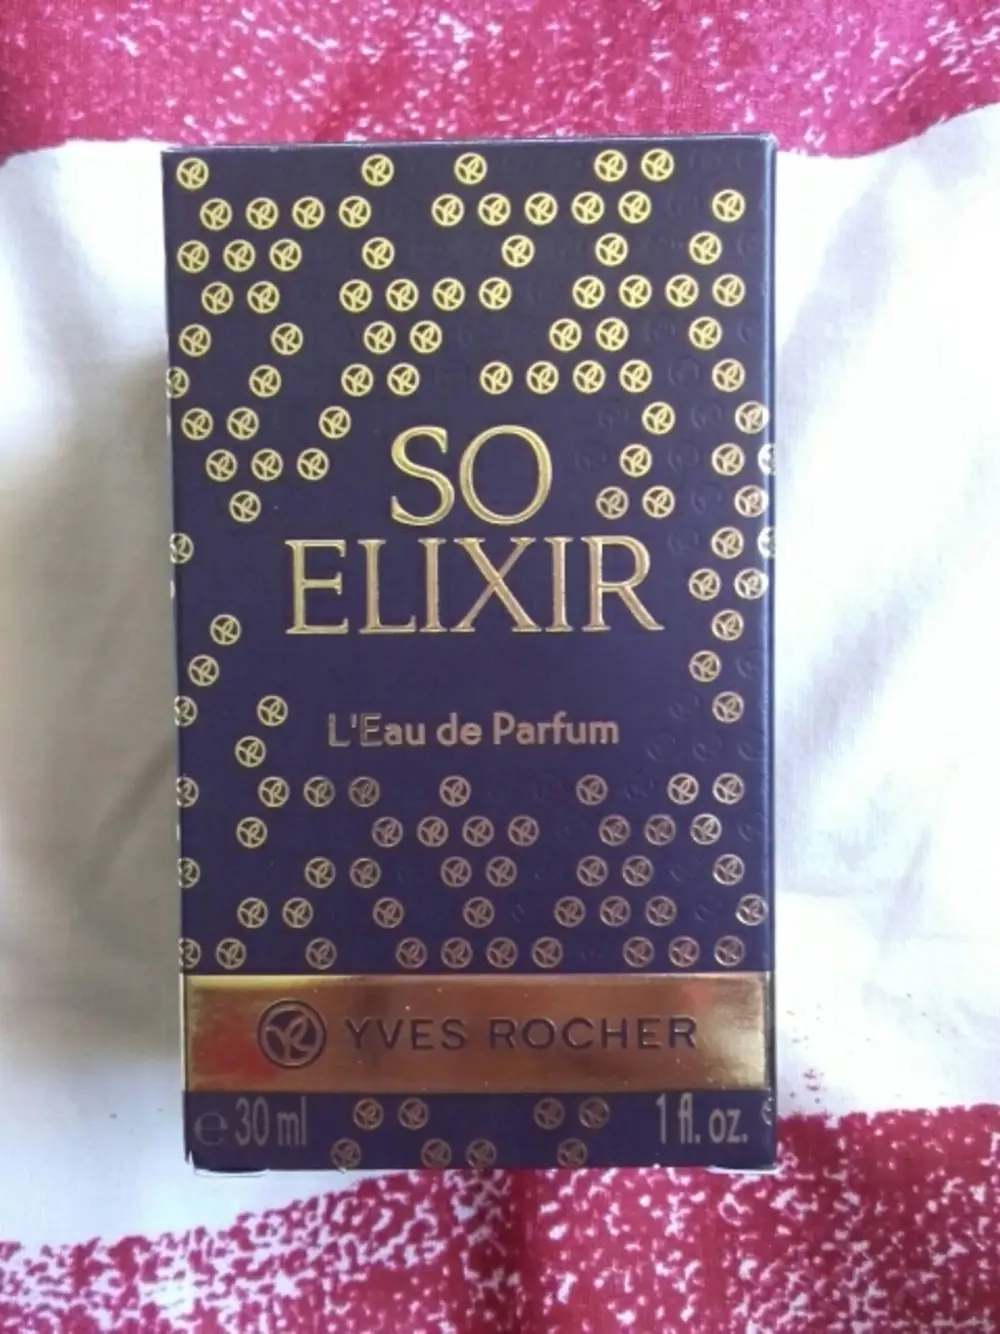 SO
ELIXIR
L'Eau de Parfum
YVES ROCHER
℮ 30 ml 1 fl. oz.